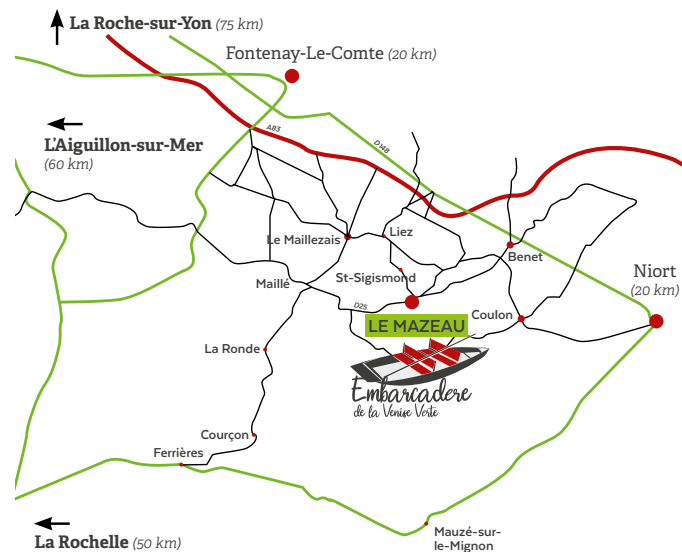 La Roche-sur-Yon (75 km)
Fontenay-Le-Comte (20 km)
A83
D148
L'Aiguillon-sur-Mer
(60 km)
Le Maillezais
Liez
Benet
St-Sigismond
Maillé
Niort
(20 km)
D25
Coulon
LE MAZEAU
La Ronde
Embarcadere
de la Venise Verte
Courçon
Ferrières
Mauzé-sur-
le-Mignon
La Rochelle (50 km)